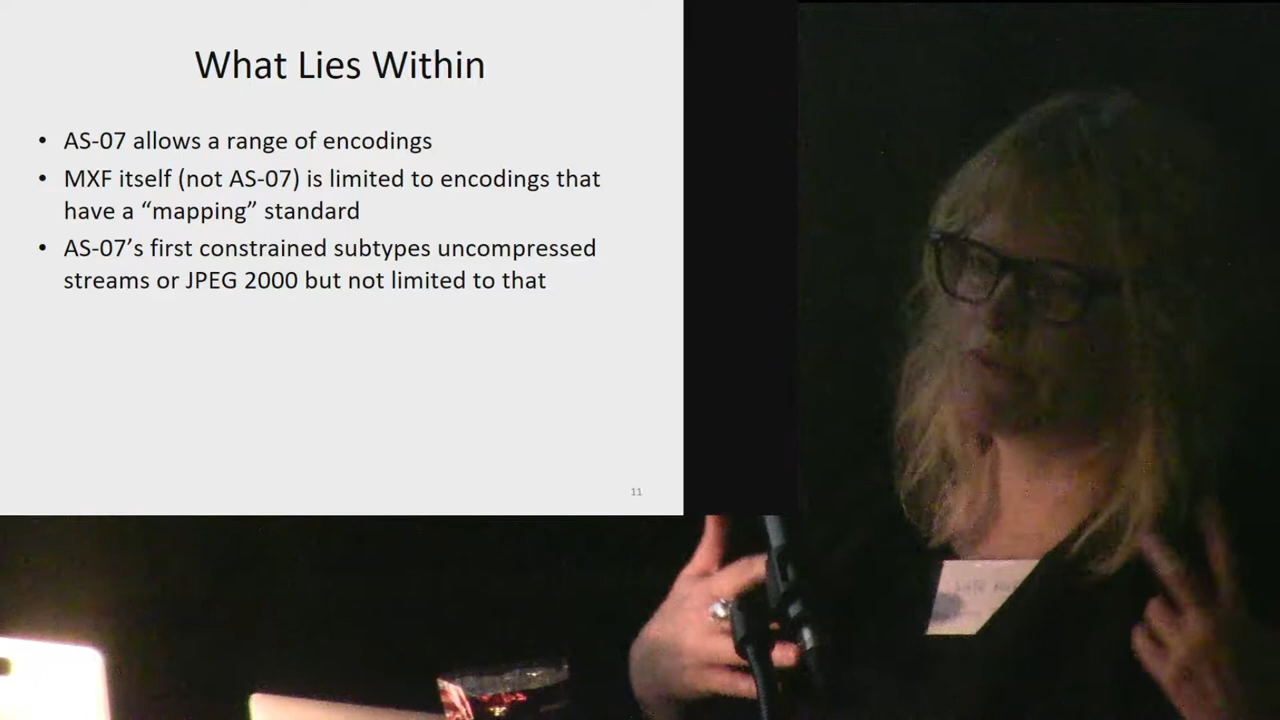 What Lies Within
• AS-07 allows a range of encodings
• MXF itself (not AS-07) is limited to encodings that
have a “mapping” standard
• AS-07’s first constrained subtypes uncompressed
streams or JPEG 2000 but not limited to that
11